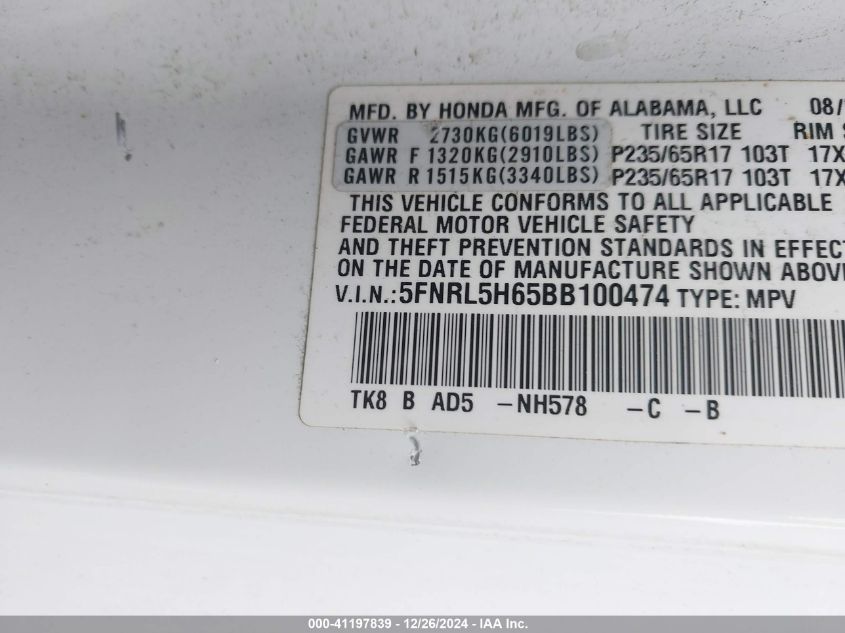 MFD. BY HONDA MFG. OF ALABAMA, LLC 08/
GVWR 2730KG(6019LBS) TIRE SIZE RIM S
GAWR F 1320KG(2910LBS) P235/65R17 103T 17X
GAWR R 1515KG(3340LBS) P235/65R17 103T 17X
THIS VEHICLE CONFORMS TO ALL APPLICABLE
FEDERAL MOTOR VEHICLE SAFETY
AND THEFT PREVENTION STANDARDS IN EFFEC
ON THE DATE OF MANUFACTURE SHOWN ABOV
V.I.N.: 5FNRL5H65BB100474 TYPE: MPV
TK8 B AD5 -NH578 -C -B
000-41197839 - 12/26/2024 - IAA Inc.